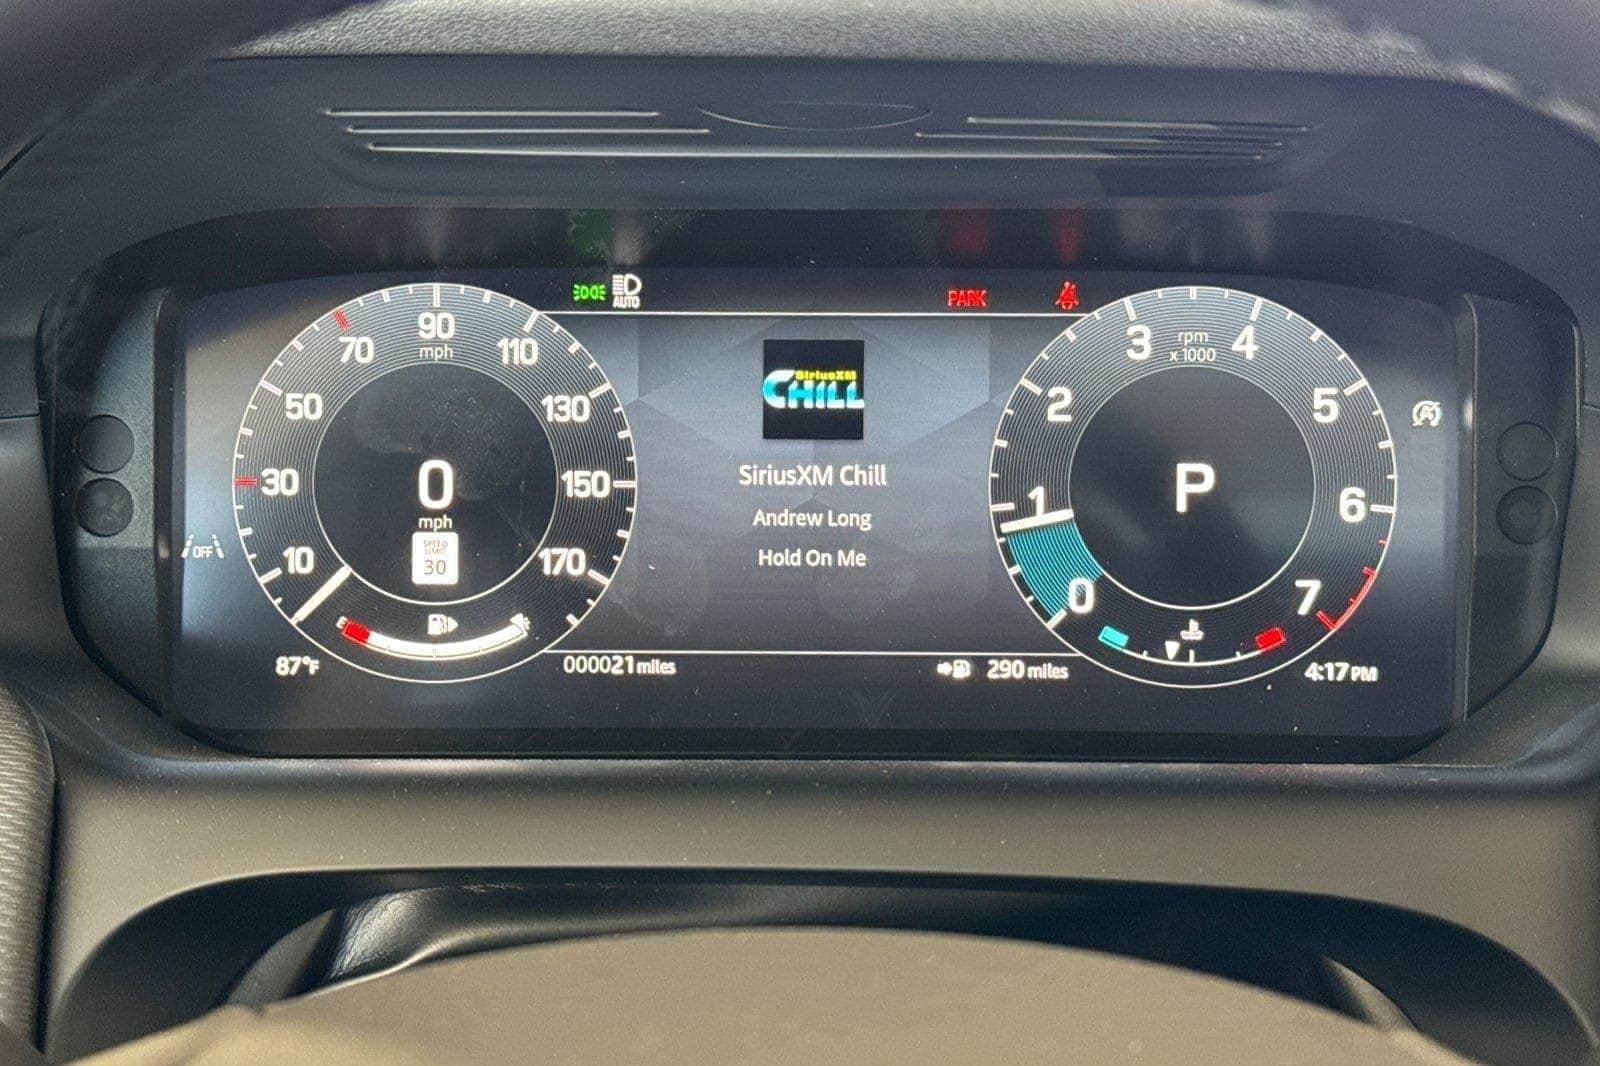 AUTO
PARK
90
mph
70
110
50
130
30
150
10
170
0
mph
SPEED
LIMIT
30
E
87°F
000021 miles
SiriusXM
CHILL
SiriusXM Chill
Andrew Long
Hold On Me
290 miles
rpm
x 1000
3
4
2
5
1
6
0
7
P
A
OFF
4:17 PM